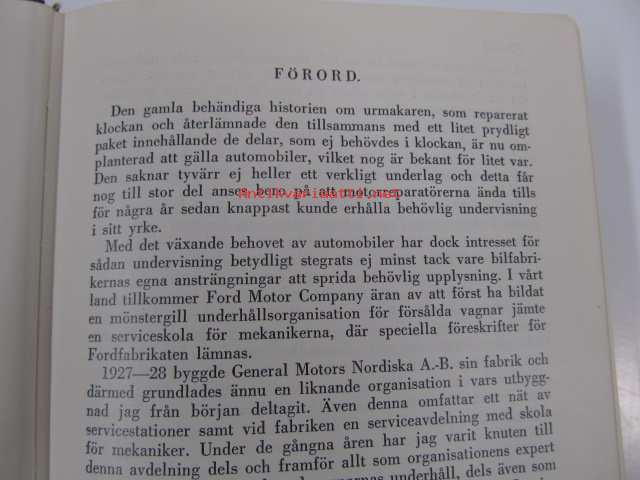 FÖRORD.
Den gamla behändiga historien om urmakaren, som reparerat
klockan och återlämnade den tillsammans med ett litet prydligt
paket innehållande de delar, som ej behövdes i klockan, är nu om-
planterad att gälla automobiler, vilket nog är bekant för litet var.
Den saknar tyvärr ej heller ett verkligt underlag och detta får
nog till stor del anses bero på att motorreparatörerna ända tills
för några år sedan knappast kunde erhålla behövlig undervisning
i sitt yrke.
Med det växande behovet av automobiler har dock intresset för
sådan undervisning betydligt stegrats ej minst tack vare bilfabri-
kernas egna ansträngningar att sprida behövlig upplysning. I vårt
land tillkommer Ford Motor Company äran av att först ha bildat
en mönstergill underhållsorganisation för försålda vagnar jämte
en serviceskola för mekanikerna, där speciella föreskrifter för
Fordfabrikaten lämnas.
1927—28 byggde General Motors Nordiska A.-B. sin fabrik och
därmed grundlades ännu en liknande organisation i vars utbygg-
nad jag från början deltagit. Även denna omfattar ett nät av
servicestationer samt vid fabriken en serviceavdelning med skola
för mekaniker. Under de gångna åren har jag varit knuten till
denna avdelning dels och framför allt som organisationens expert
underhåll, dels även som